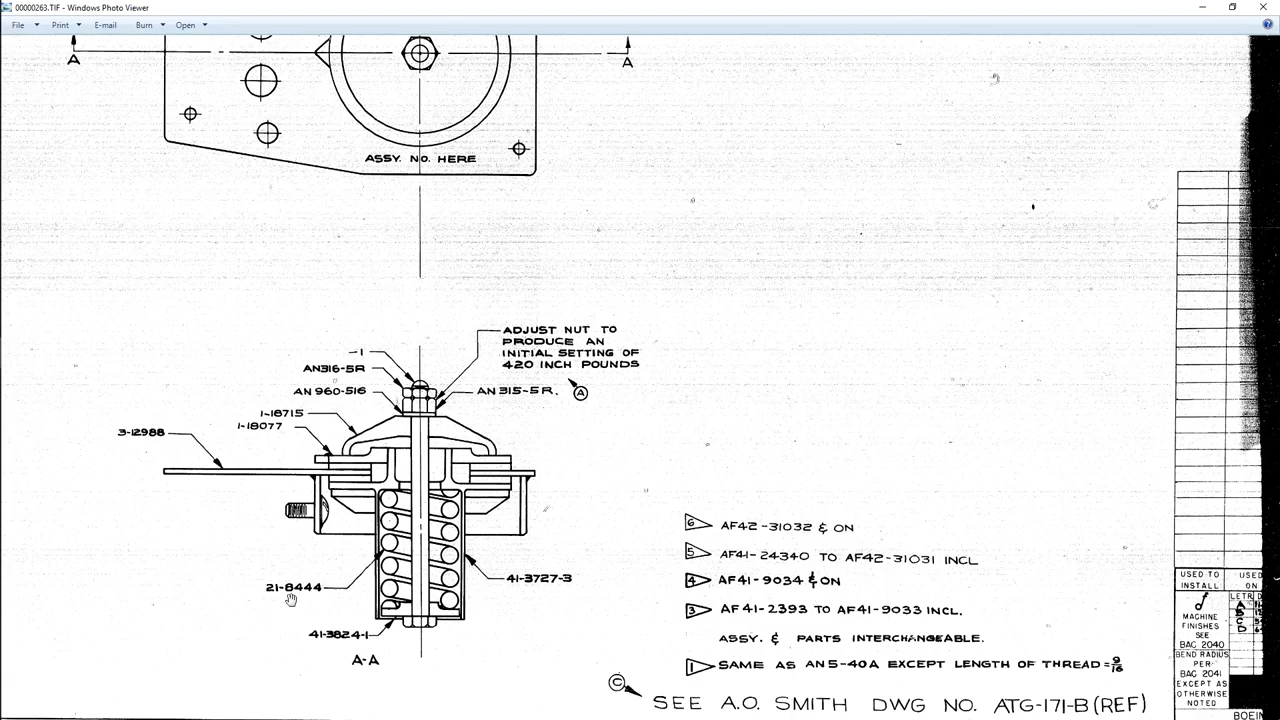 00000263.TIF - Windows Photo Viewer
File Print E-mail Burn Open
A
A
ASSY. NO. HERE
ADJUST NUT TO
PRODUCE AN
INITIAL SETTING OF
420 INCH POUNDS
A
-1
AN316-5R
AN 960-516
AN 315-5R.
1-18715
1-18077
3-12988
21-8444
41-3727-3
41-3824-1
A-A
6 AF42-31032 & ON
5 AF41-24340 TO AF42-31031 INCL
4 AF41-9034 & ON
3 AF41-2393 TO AF41-9033 INCL.
ASSY. & PARTS INTERCHANGEABLE.
1 SAME AS AN5-40A EXCEPT LENGTH OF THREAD = 9/16
C
SEE A.O. SMITH DWG NO. ATG-171-B (REF)
USED TO
INSTALL
USED
ON
LETR D
A
B
C
D
MACHINE
FINISHES
SEE
BAC 2040
BEND RADIUS
PER
BAC 2041
EXCEPT AS
OTHERWISE
NOTED
BOEIN